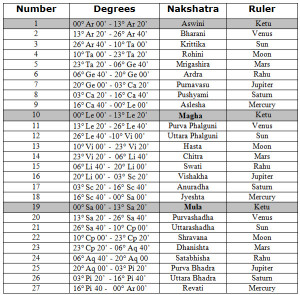 Number Degrees Nakshatra Ruler
1 00° Ar 00' - 13° Ar 20' Aswini Ketu
2 13° Ar 20' - 26° Ar 40' Bharani Venus
3 26° Ar 40' - 10° Ta 00' Krittika Sun
4 10° Ta 00' - 23° Ta 20' Rohini Moon
5 23° Ta 20' - 06° Ge 40' Mrigashira Mars
6 06° Ge 40' - 20° Ge 00' Ardra Rahu
7 20° Ge 00' - 03° Ca 20' Purnavasu Jupiter
8 03° Ca 20' - 16° Ca 40' Pushyami Saturn
9 16° Ca 40' - 00° Le 00' Aslesha Mercury
10 00° Le 00' - 13° Le 20' Magha Ketu
11 13° Le 20' - 26° Le 40' Purva Phalguni Venus
12 26° Le 40' - 10° Vi 00' Uttara Phalguni Sun
13 10° Vi 00' - 23° Vi 20' Hasta Moon
14 23° Vi 20' - 06° Li 40' Chitra Mars
15 06° Li 40' - 20° Li 00' Swati Rahu
16 20° Li 00' - 03° Sc 20' Vishakha Jupiter
17 03° Sc 20' - 16° Sc 40' Anuradha Saturn
18 16° Sc 40' - 00° Sa 00' Jyeshta Mercury
19 00° Sa 00' - 13° Sa 20' Mula Ketu
20 13° Sa 20' - 26° Sa 40' Purvashadha Venus
21 26° Sa 40' - 10° Cp 00' Uttarashadha Sun
22 10° Cp 00' - 23° Cp 20' Shravana Moon
23 23° Cp 20' - 06° Aq 40' Dhanishta Mars
24 06° Aq 40' - 20° Aq 00' Satabhisha Rahu
25 20° Aq 00' - 03° Pi 20' Purva Bhadra Jupiter
26 03° Pi 20' - 16° Pi 40' Uttara Bhadra Saturn
27 16° Pi 40 - 00° Ar 00' Revati Mercury